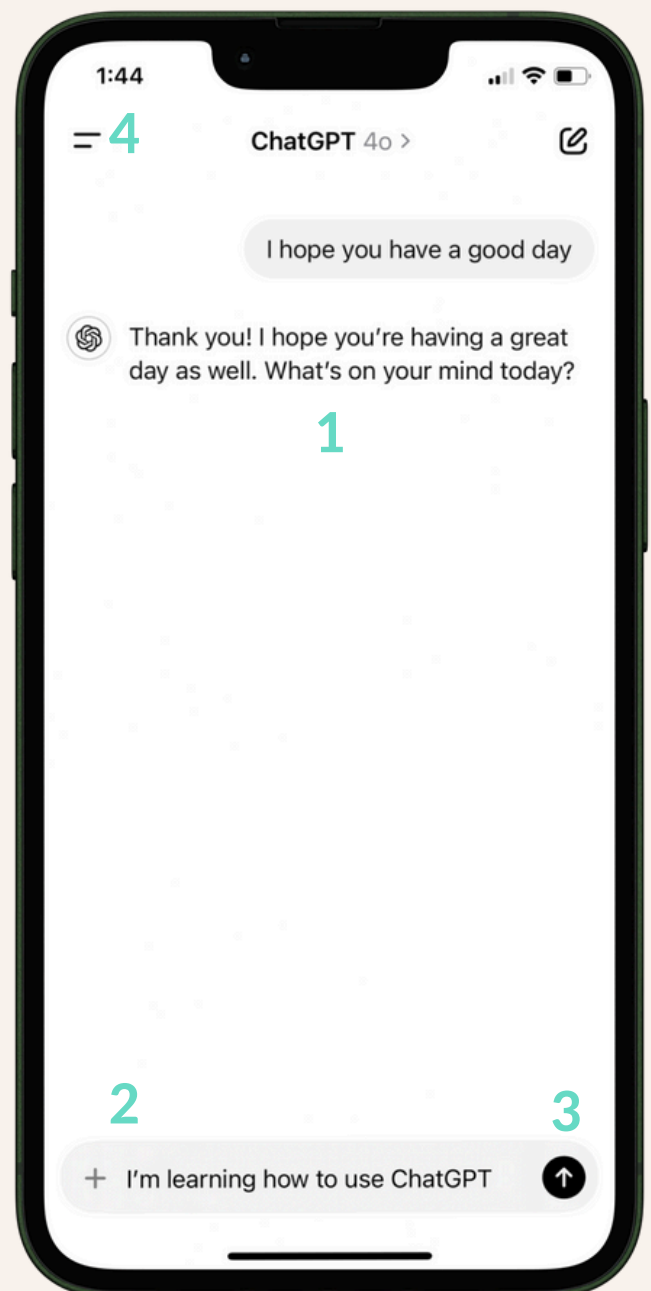 1:44
4
ChatGPT 4o >
I hope you have a good day
Thank you! I hope you’re having a great
day as well. What’s on your mind today?
1
2
3
+ I’m learning how to use ChatGPT